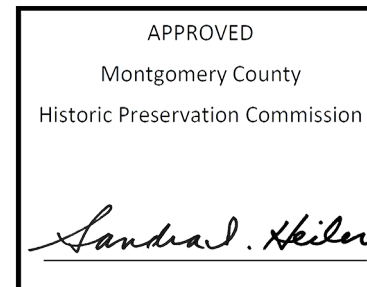 APPROVED
Montgomery County
Historic Preservation Commission
Sandra I. Heiler